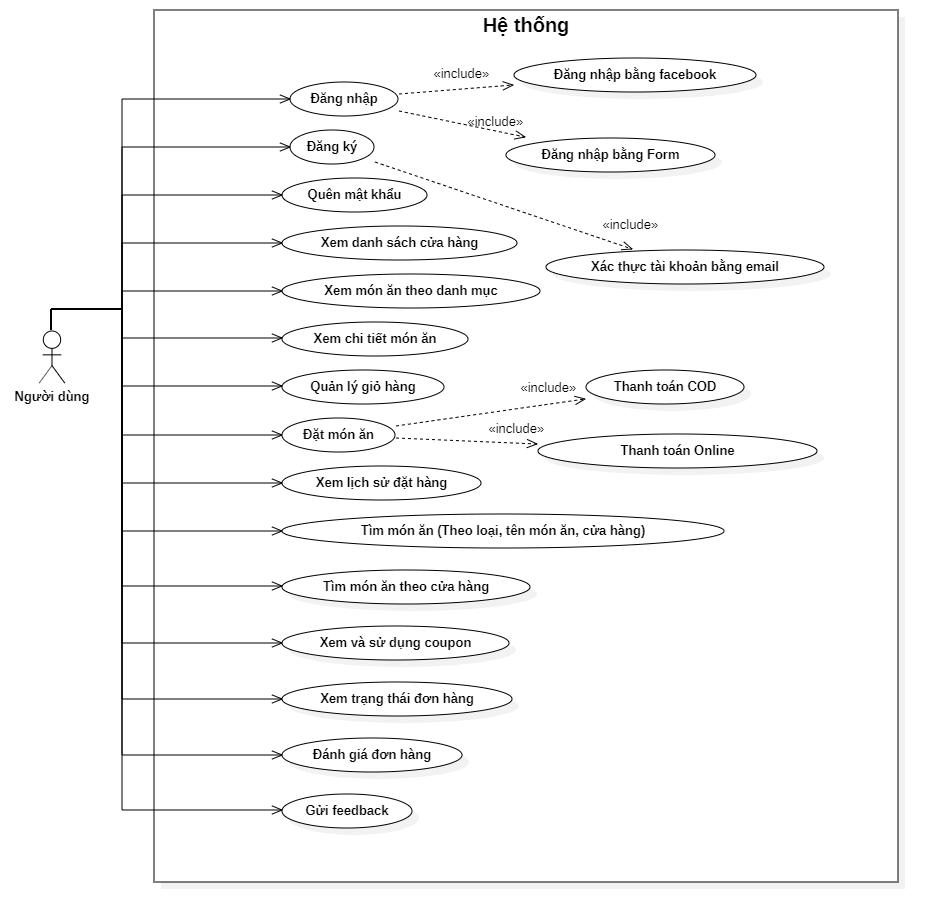 Hệ thống
Đăng nhập
«include»
Đăng nhập bằng facebook
«include»
Đăng nhập bằng Form
Đăng ký
«include»
Xác thực tài khoản bằng email
Quên mật khẩu
Xem danh sách cửa hàng
Xem món ăn theo danh mục
Xem chi tiết món ăn
Người dùng
Quản lý giỏ hàng
«include»
Thanh toán COD
Đặt món ăn
«include»
Thanh toán Online
Xem lịch sử đặt hàng
Tìm món ăn (Theo loại, tên món ăn, cửa hàng)
Tìm món ăn theo cửa hàng
Xem và sử dụng coupon
Xem trạng thái đơn hàng
Đánh giá đơn hàng
Gửi feedback